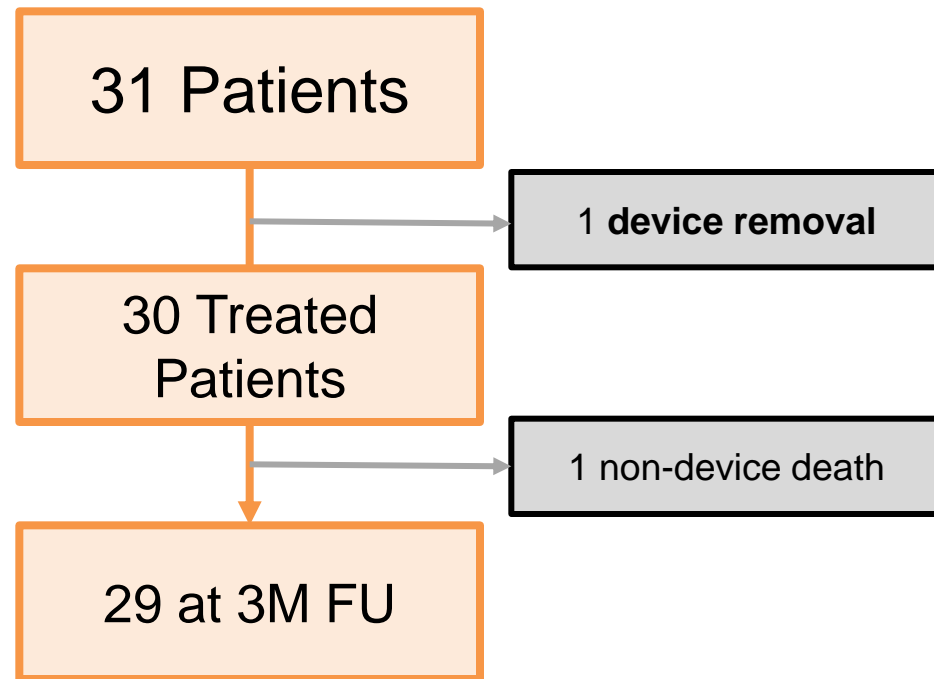 31 Patients
1 device removal
30 Treated
Patients
1 non-device death
29 at 3M FU